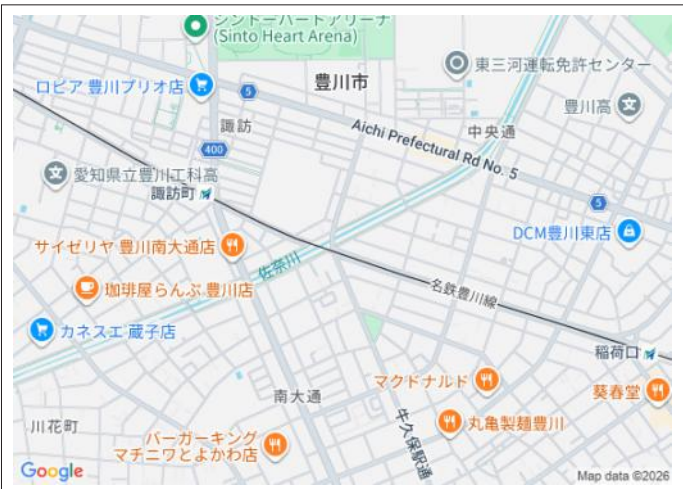 シントーハートアリーナ
(Sinto Heart Arena)
ロピア 豊川プリオ店
豊川市
東三河運転免許センター
5
諏訪
中央通
豊川高
Aichi Prefectural Rd No. 5
400
愛知県立豊川工科高
諏訪町
5
DCM豊川東店
サイゼリヤ 豊川南大通店
佐奈川
珈琲屋らんぷ 豊川店
名鉄豊川線
カネスエ 蔵子店
稲荷口
マクドナルド
葵春堂
南大通
丸亀製麺豊川
川花町
牛久保駅通
バーガーキング
マチニワとよかわ店
Google
Map data ©2026